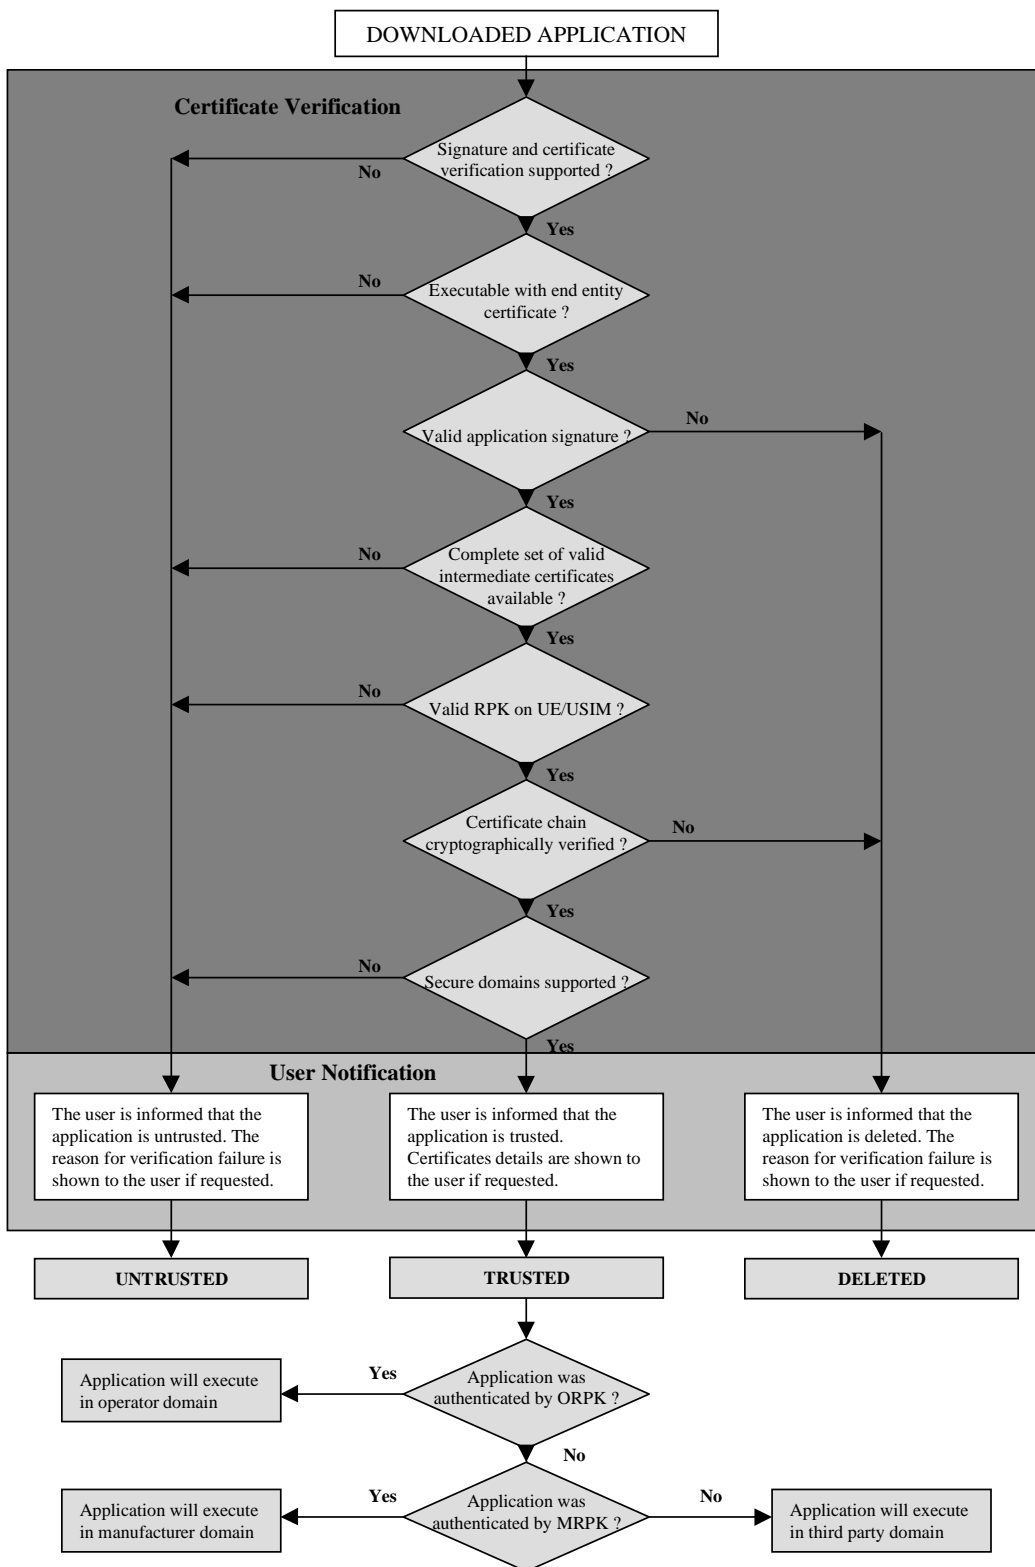 DOWNLOADED APPLICATION
Certificate Verification
Signature and certificate
verification supported ?
No
Yes
Executable with end entity
certificate ?
No
Yes
Valid application signature ?
No
Yes
Complete set of valid
intermediate certificates
available ?
No
Yes
Valid RPK on UE/USIM ?
No
Yes
Certificate chain
cryptographically verified ?
No
Yes
Secure domains supported ?
No
Yes
User Notification
The user is informed that the
application is untrusted. The
reason for verification failure is
shown to the user if requested.
The user is informed that the
application is trusted.
Certificates details are shown to
the user if requested.
The user is informed that the
application is deleted. The
reason for verification failure is
shown to the user if requested.
UNTRUSTED
TRUSTED
DELETED
Application was
authenticated by ORPK ?
Yes
Application will execute
in operator domain
No
Application was
authenticated by MRPK ?
Yes
Application will execute
in manufacturer domain
No
Application will execute
in third party domain